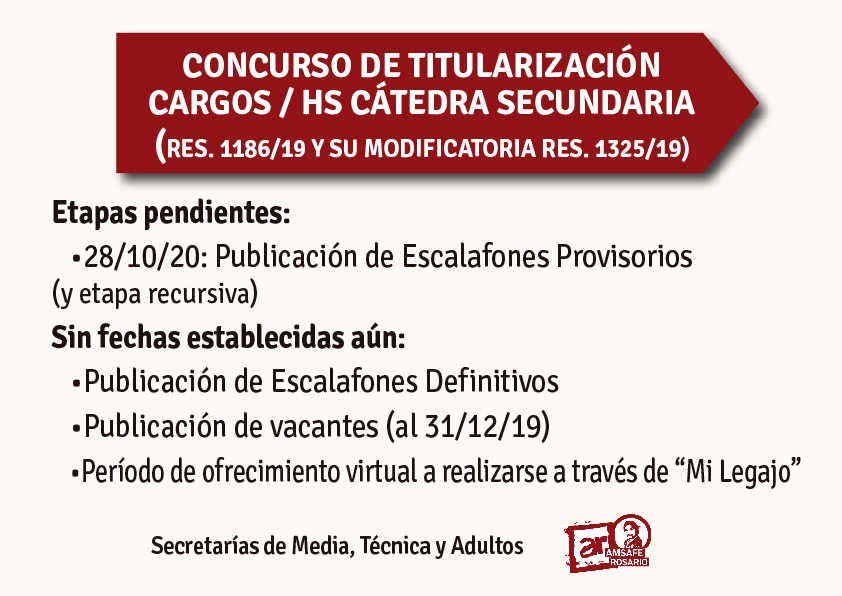 CONCURSO DE TITULARIZACIÓN
CARGOS / HS CÁTEDRA SECUNDARIA
(RES. 1186/19 Y SU MODIFICATORIA RES. 1325/19)
Etapas pendientes:
•28/10/20: Publicación de Escalafones Provisorios
(y etapa recursiva)
Sin fechas establecidas aún:
•Publicación de Escalafones Definitivos
•Publicación de vacantes (al 31/12/19)
•Período de ofrecimiento virtual a realizarse a través de “Mi Legajo”
Secretarías de Media, Técnica y Adultos
ar
AMSAFE
ROSARIO